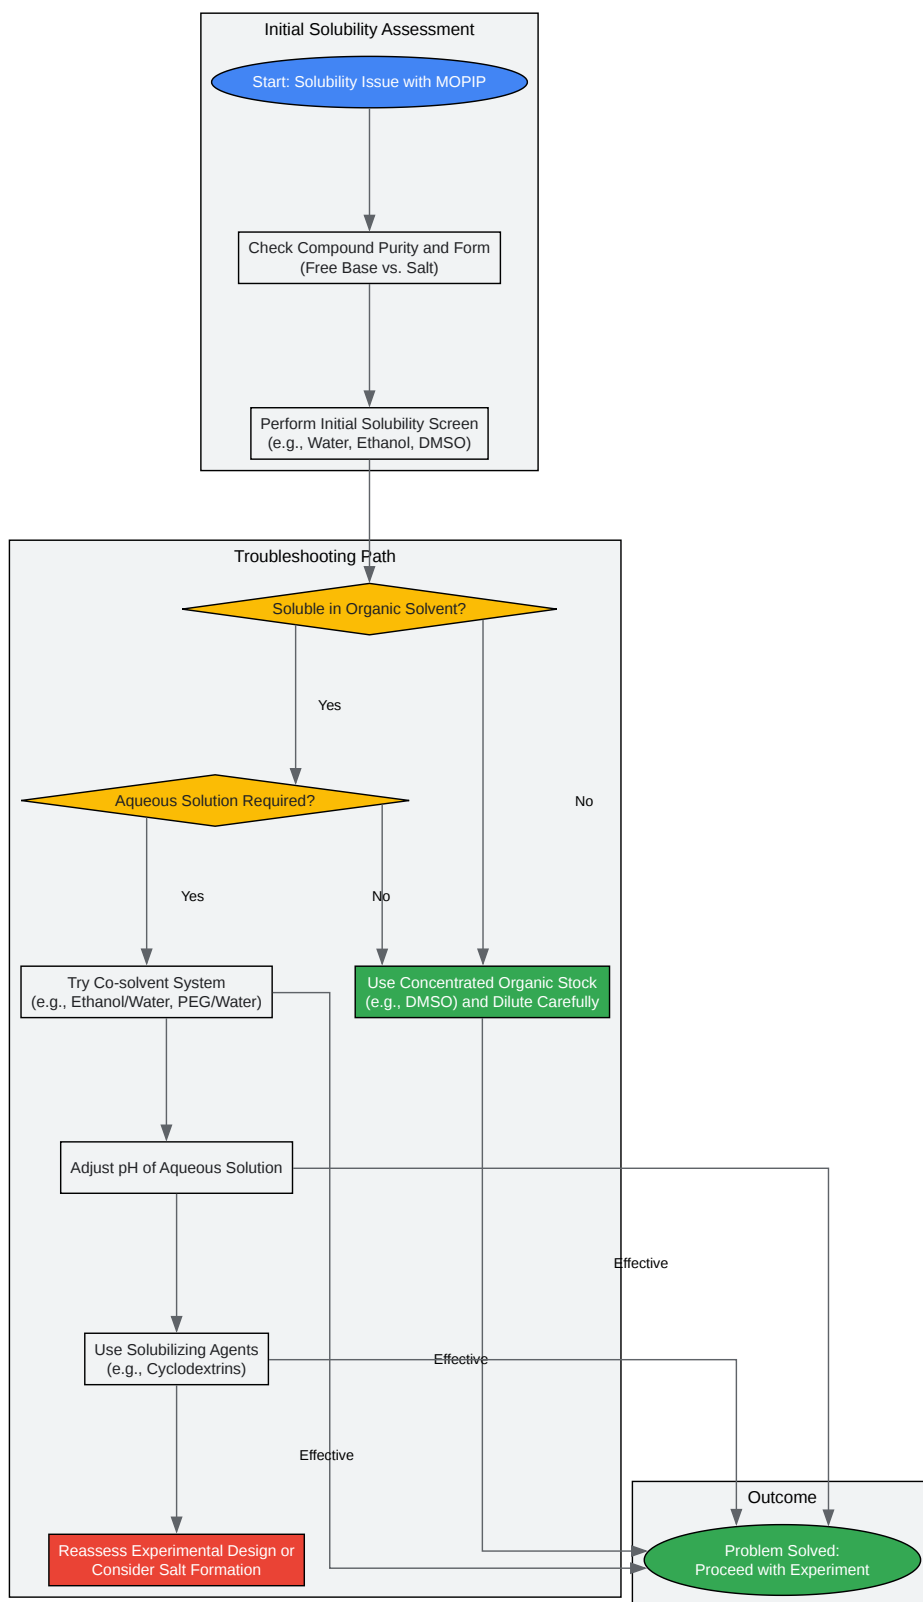 Initial Solubility Assessment
Start: Solubility Issue with MOPIP
Check Compound Purity and Form
(Free Base vs. Salt)
Perform Initial Solubility Screen
(e.g., Water, Ethanol, DMSO)
Troubleshooting Path
Soluble in Organic Solvent?
Yes
Aqueous Solution Required?
No
Yes
No
Try Co-solvent System
(e.g., Ethanol/Water, PEG/Water)
Use Concentrated Organic Stock
(e.g., DMSO) and Dilute Carefully
Adjust pH of Aqueous Solution
Effective
Use Solubilizing Agents
(e.g., Cyclodextrins)
Effective
Effective
Reassess Experimental Design or
Consider Salt Formation
Outcome
Problem Solved:
Proceed with Experiment